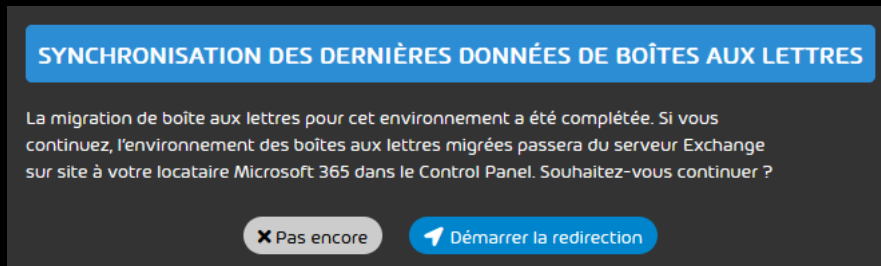 SYNCHRONISATION DES DERNIÈRES DONNÉES DE BOÎTES AUX LETTRES
La migration de boîte aux lettres pour cet environnement a été complétée. Si vous
continuez, l'environnement des boîtes aux lettres migrées passera du serveur Exchange
sur site à votre locataire Microsoft 365 dans le Control Panel. Souhaitez-vous continuer ?
Pas encore
Démarrer la redirection